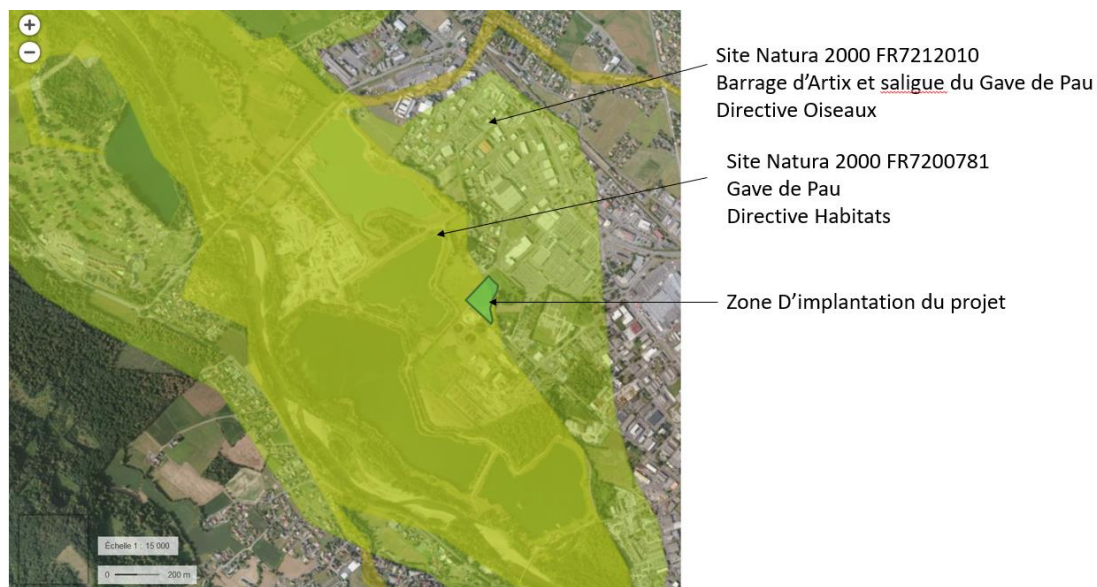 +
−
Site Natura 2000 FR7212010
Barrage d’Artix et saligue du Gave de Pau
Directive Oiseaux
Site Natura 2000 FR7200781
Gave de Pau
Directive Habitats
Zone D’implantation du projet
Échelle 1 : 15 000
0 200 m